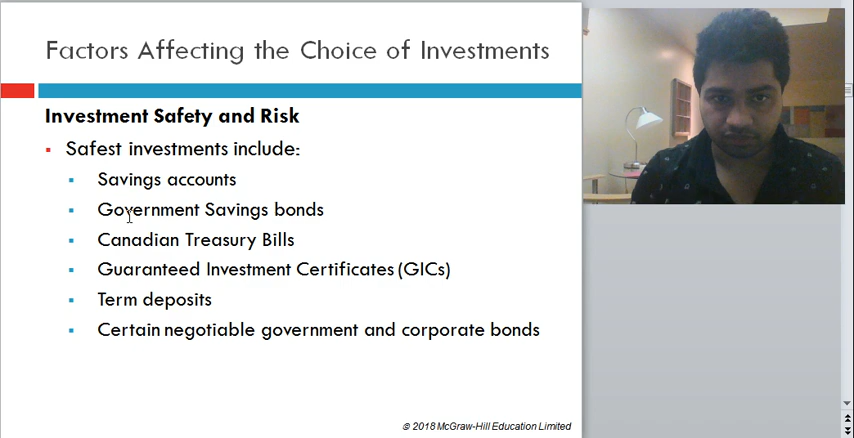 Factors Affecting the Choice of Investments
Investment Safety and Risk
▪ Safest investments include:
▪ Savings accounts
▪ Government Savings bonds
▪ Canadian Treasury Bills
▪ Guaranteed Investment Certificates (GICs)
▪ Term deposits
▪ Certain negotiable government and corporate bonds
© 2018 McGraw-Hill Education Limited